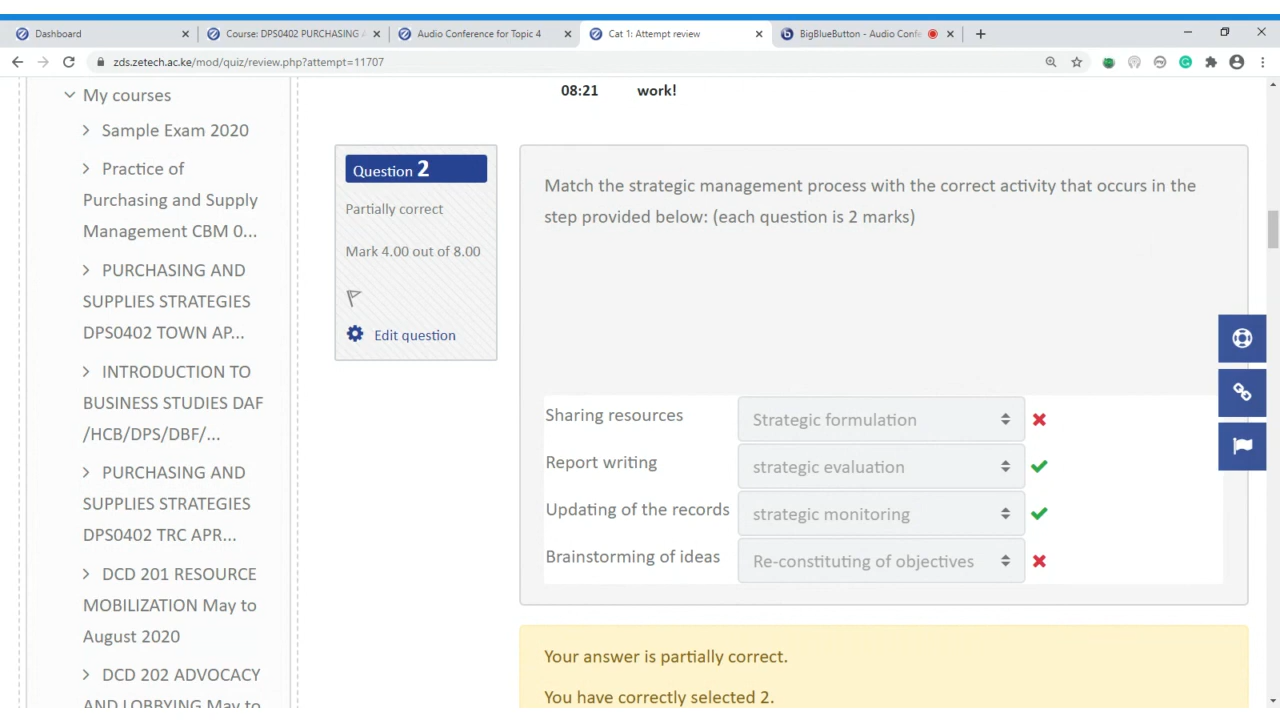 Dashboard
Course: DPS0402 PURCHASING A
Audio Conference for Topic 4
Cat 1: Attempt review
BigBlueButton - Audio Confe
zds.zetech.ac.ke/mod/quiz/review.php?attempt=11707
My courses
Sample Exam 2020
Practice of
Purchasing and Supply
Management CBM 0...
PURCHASING AND
SUPPLIES STRATEGIES
DPS0402 TOWN AP...
INTRODUCTION TO
BUSINESS STUDIES DAF
/HCB/DPS/DBF/...
PURCHASING AND
SUPPLIES STRATEGIES
DPS0402 TRC APR...
DCD 201 RESOURCE
MOBILIZATION May to
August 2020
DCD 202 ADVOCACY
AND LOBBYING May to
08:21 work!
Question 2
Partially correct
Mark 4.00 out of 8.00
Edit question
Match the strategic management process with the correct activity that occurs in the
step provided below: (each question is 2 marks)
Sharing resources Strategic formulation
Report writing strategic evaluation
Updating of the records strategic monitoring
Brainstorming of ideas Re-constituting of objectives
Your answer is partially correct.
You have correctly selected 2.